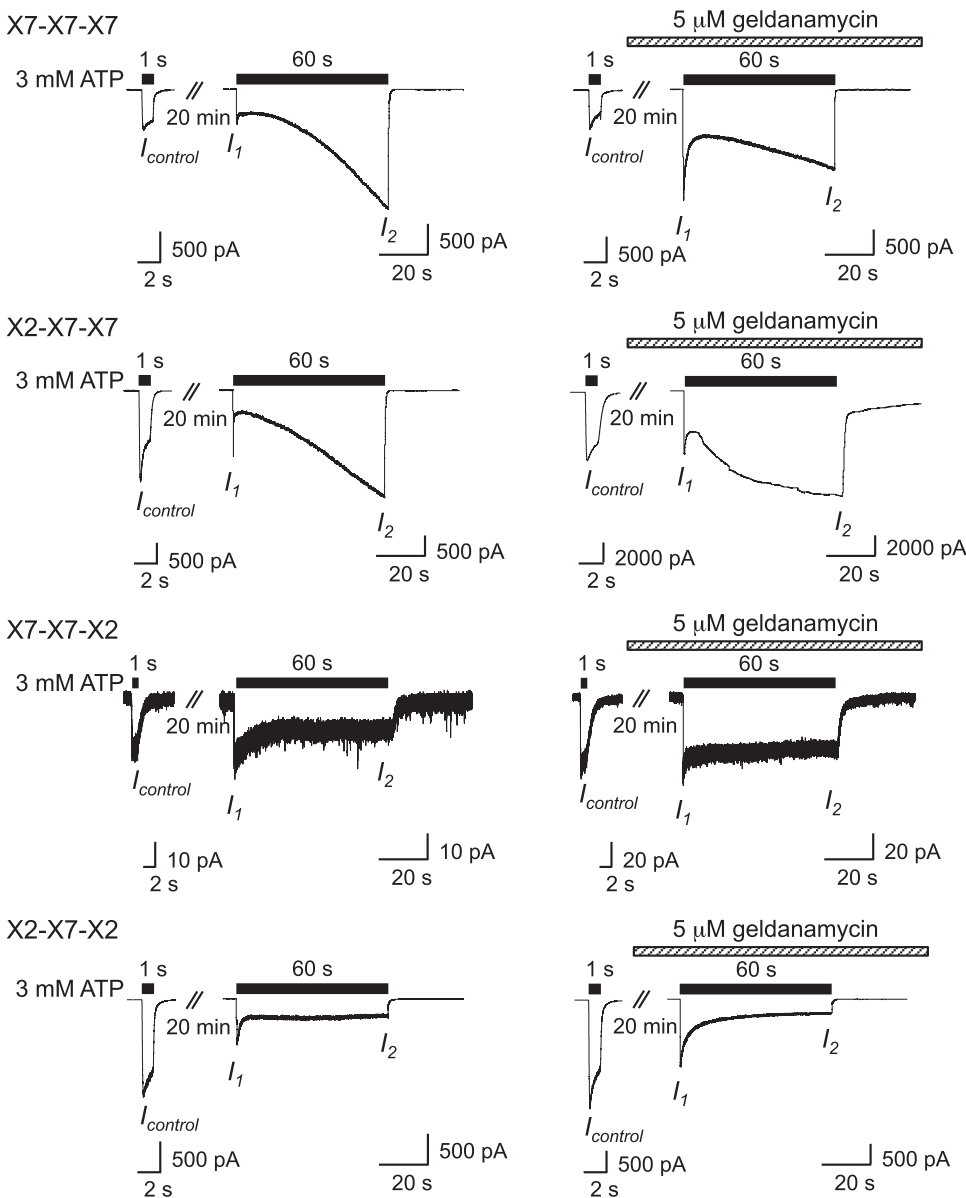 X7-X7-X7
5 μM geldanamycin
1 s 60 s 1 s 60 s
3 mM ATP
20 min 20 min
Icontrol I1 Icontrol
I2 I1 I2
500 pA 500 pA 500 pA 500 pA
2 s 20 s 2 s 20 s
X2-X7-X7
5 μM geldanamycin
1 s 60 s 1 s 60 s
3 mM ATP
20 min 20 min
Icontrol I1 Icontrol I1
I2 I2
500 pA 500 pA 2000 pA 2000 pA
2 s 20 s 2 s 20 s
X7-X7-X2
5 μM geldanamycin
1 s 60 s 1 s 60 s
3 mM ATP
20 min 20 min
Icontrol I2 Icontrol I2
I1 I1
10 pA 10 pA 20 pA 20 pA
2 s 20 s 2 s 20 s
X2-X7-X2
5 μM geldanamycin
1 s 60 s 1 s 60 s
3 mM ATP
20 min 20 min
I1 I2 I1 I2
Icontrol Icontrol
500 pA 500 pA 500 pA 500 pA
2 s 20 s 2 s 20 s